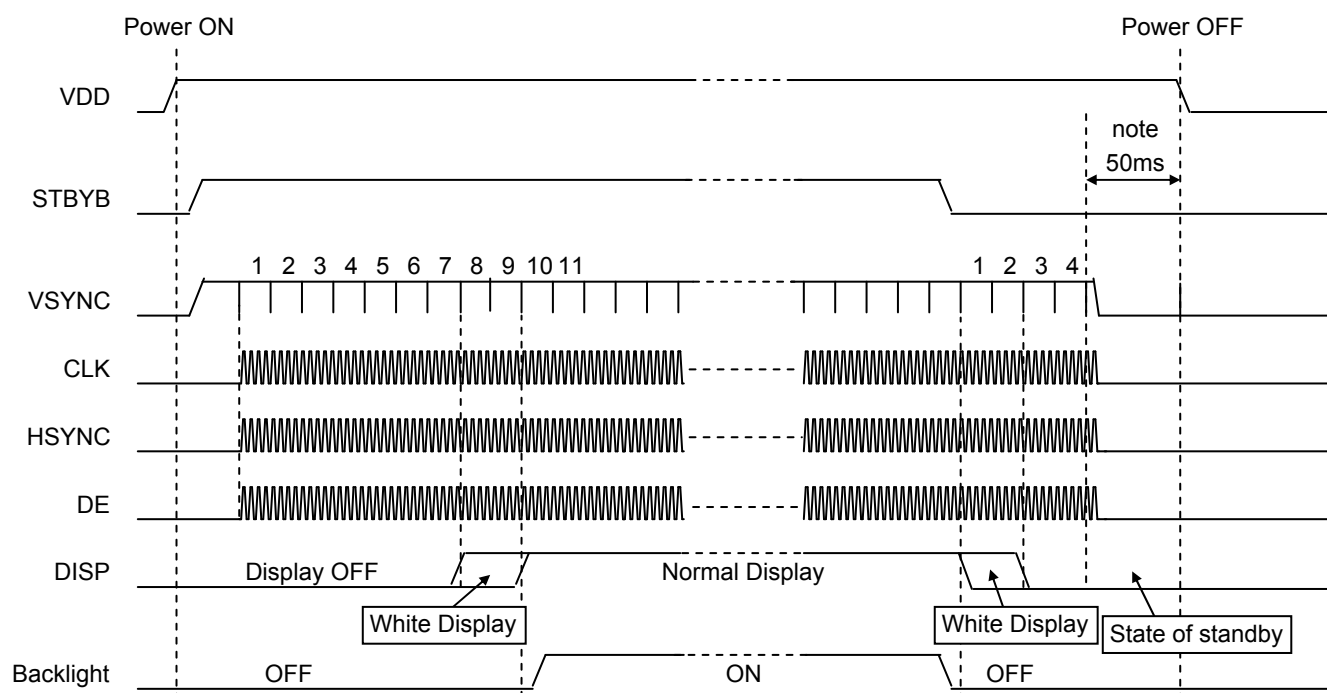 Power ON
Power OFF
VDD
note
50ms
STBYB
1 2 3 4 5 6 7 8 9 10 11
1 2 3 4
VSYNC
CLK
HSYNC
DE
DISP
Display OFF
Normal Display
White Display
White Display
State of standby
Backlight
OFF
ON
OFF